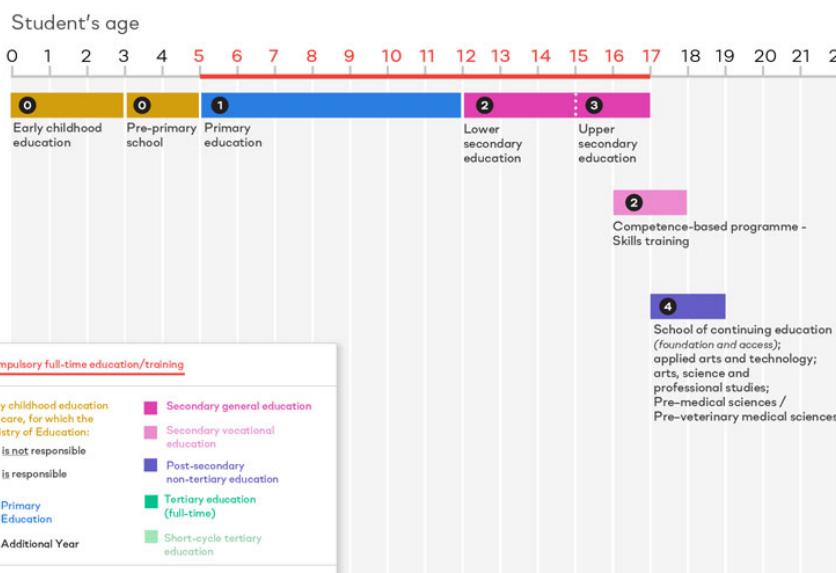 Student's age
0 1 2 3 4 5 6 7 8 9 10 11 12 13 14 15 16 17 18 19 20 21
0 0 1 2 3
Early childhood
education
Pre-primary
school
Primary
education
Lower
secondary
education
Upper
secondary
education
2
Competence-based programme -
Skills training
4
School of continuing education
(foundation and access);
applied arts and technology;
arts, science and
professional studies;
Pre-medical sciences /
Pre-veterinary medical sciences
full-time education/training
childhood education
care, for which the
of Education:
is not responsible
is responsible
Primary
Education
Additional Year
Secondary general education
Secondary vocational
education
Post-secondary
non-tertiary education
Tertiary education
(full-time)
Short-cycle tertiary
education